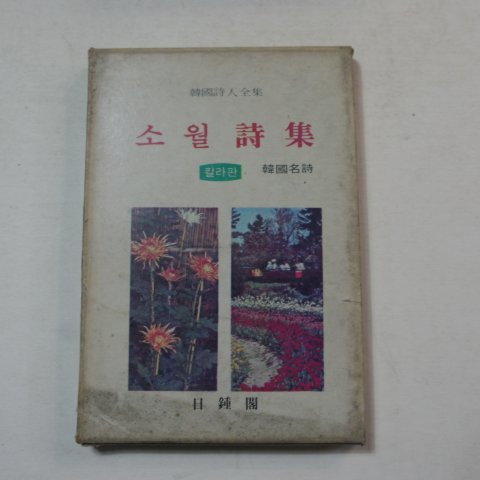 韓國詩人全集
소월 詩集
칼라판 韓國名詩
日鍾閣